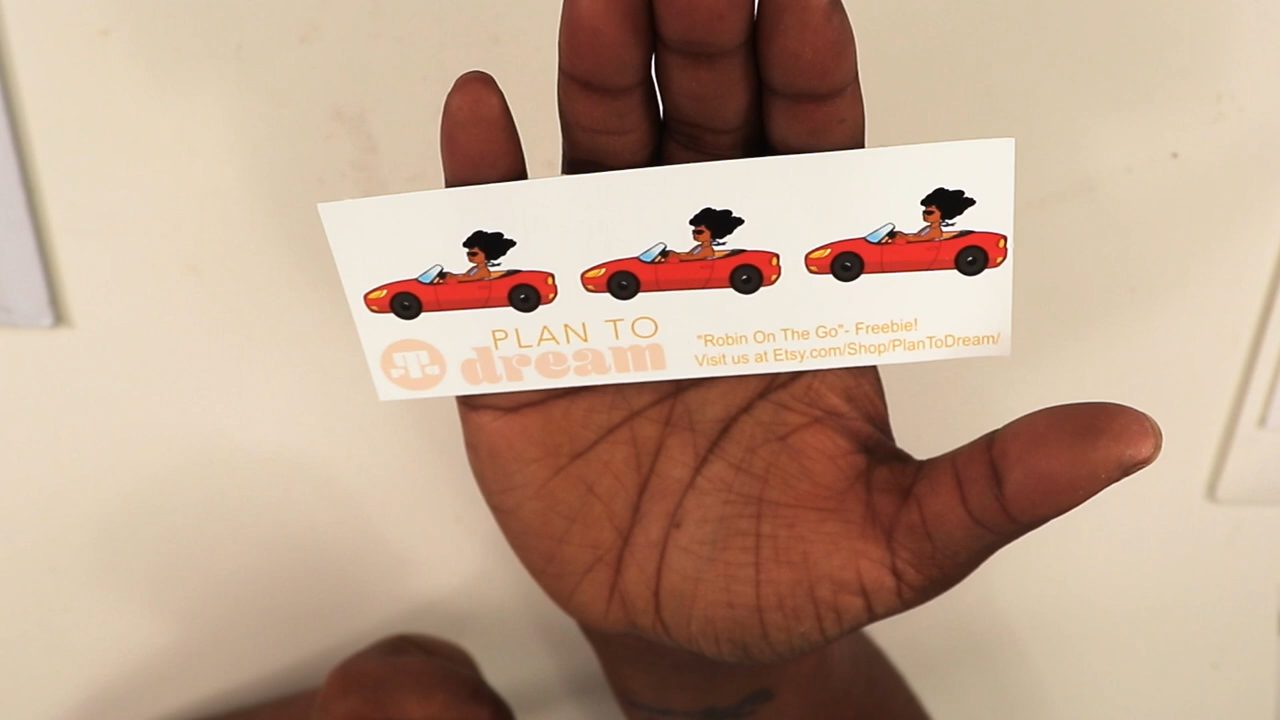 PLAN TO
dream
"Robin On The Go"- Freebie!
Visit us at Etsy.com/Shop/PlanToDream/